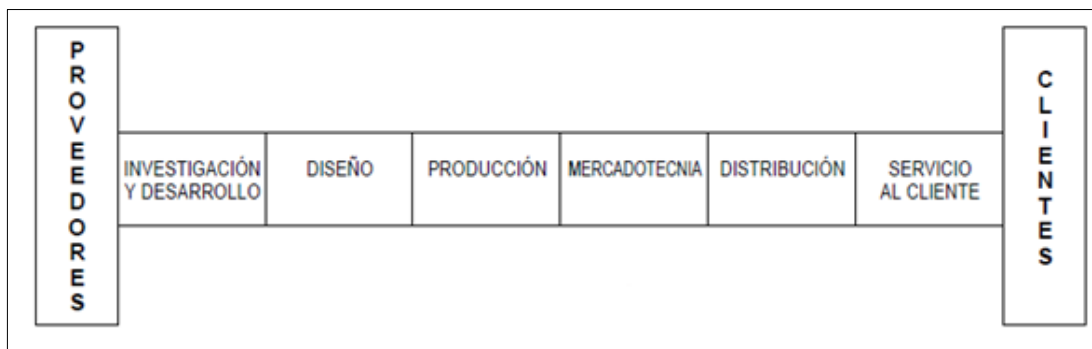 PROVEEDORES
INVESTIGACIÓN
Y DESARROLLO
DISEÑO
PRODUCCIÓN
MERCADOTECNIA
DISTRIBUCIÓN
SERVICIO
AL CLIENTE
CLIENTES